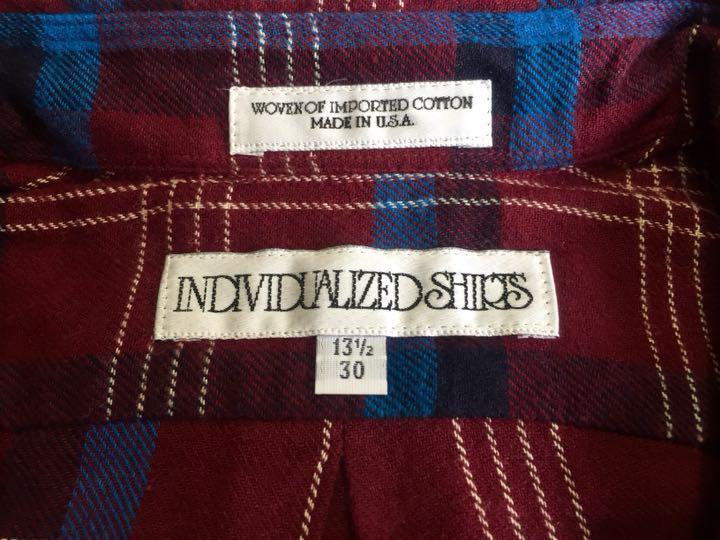 WOVEN OF IMPORTED COTTON
MADE IN U.S.A.
INDIVIDUALIZED SHIRTS
13½
30